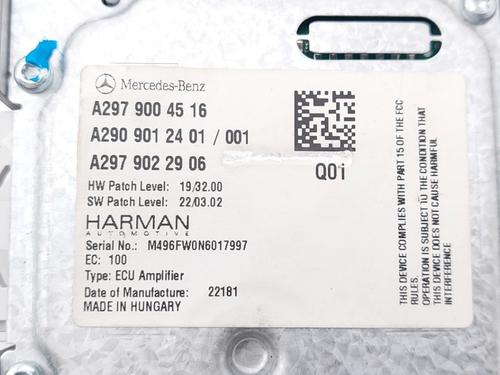 Mercedes-Benz
A297 900 45 16
A290 901 24 01 / 001
A297 902 29 06
Q01
HW Patch Level: 19/32.00
SW Patch Level: 22/03.02
HARMAN
AUTOMOTIVE
Serial No.: M496FW0N6017997
EC: 100
Type: ECU Amplifier
Date of Manufacture: 22181
MADE IN HUNGARY
THIS DEVICE COMPLIES WITH PART 15 OF THE FCC
RULES.
OPERATION IS SUBJECT TO THE CONDITION THAT
THIS DEVICE DOES NOT CAUSE HARMFUL
INTERFERENCE